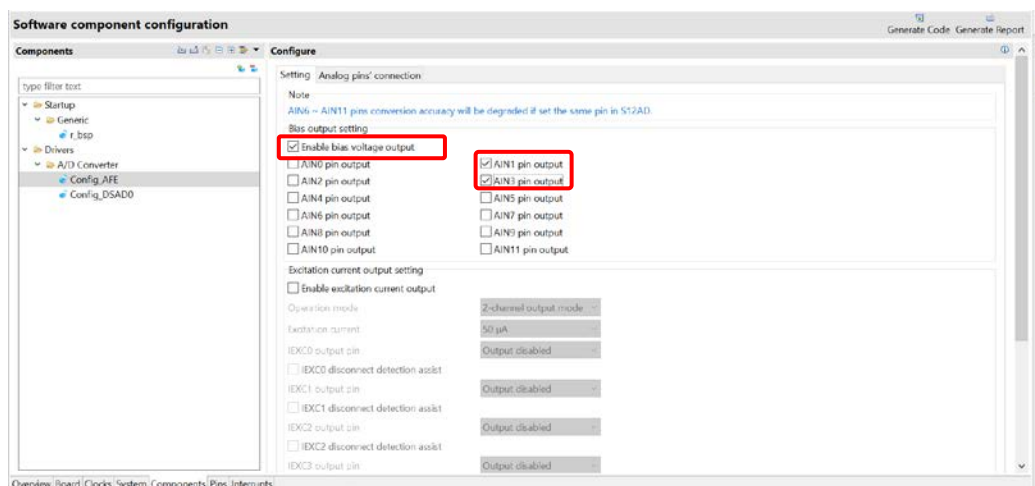 Software component configuration
Generate Code Generate Report
Components
Configure
type filter text
Startup
Generic
r_bsp
Drivers
A/D Converter
Config_AFE
Config_DSAD0
Setting Analog pins' connection
Note
AIN6 ~ AIN11 pins conversion accuracy will be degraded if set the same pin in S12AD.
Bias output setting
Enable bias voltage output
AIN0 pin output AIN1 pin output
AIN2 pin output AIN3 pin output
AIN4 pin output AIN5 pin output
AIN6 pin output AIN7 pin output
AIN8 pin output AIN9 pin output
AIN10 pin output AIN11 pin output
Excitation current output setting
Enable excitation current output
Operation mode 2-channel output mode
Excitation current 50 µA
IEXC0 output pin Output disabled
IEXC0 disconnect detection assist
IEXC1 output pin Output disabled
IEXC1 disconnect detection assist
IEXC2 output pin Output disabled
IEXC2 disconnect detection assist
IEXC3 output pin Output disabled
Overview Board Clocks System Components Pins Interrupts